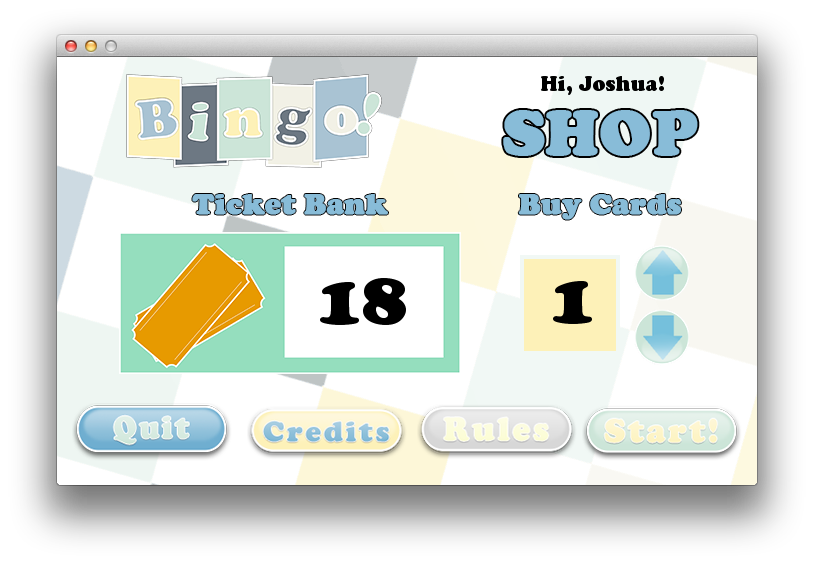 Bingo!
Hi, Joshua!
SHOP
Ticket Bank
Buy Cards
18
1
Quit
Credits
Rules
Start!